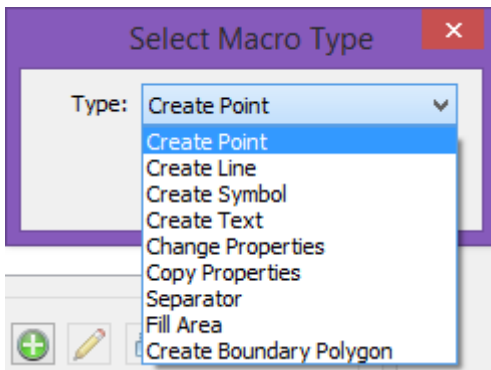 Select Macro Type
Type: Create Point
Create Point
Create Line
Create Symbol
Create Text
Change Properties
Copy Properties
Separator
Fill Area
Create Boundary Polygon